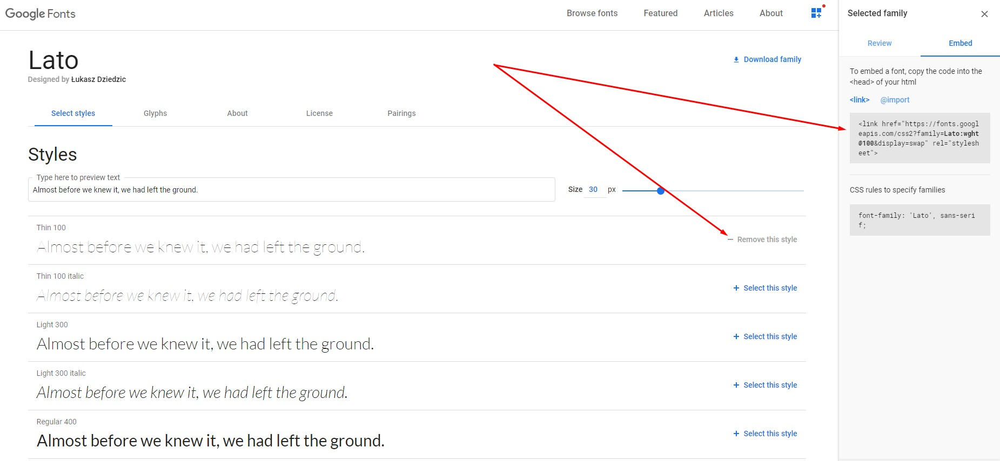 Google Fonts
Browse fonts
Featured
Articles
About
Lato
Designed by Łukasz Dziedzic
Download family
Select styles
Glyphs
About
License
Pairings
Styles
Type here to preview text
Almost before we knew it, we had left the ground.
Size 30 px
Thin 100
Almost before we knew it, we had left the ground.
Remove this style
Thin 100 italic
Almost before we knew it, we had left the ground.
+ Select this style
Light 300
Almost before we knew it, we had left the ground.
+ Select this style
Light 300 italic
Almost before we knew it, we had left the ground.
+ Select this style
Regular 400
Almost before we knew it, we had left the ground.
+ Select this style
Selected family
Review
Embed
To embed a font, copy the code into the
<head> of your html
<link>
@import
<link href="https://fonts.googl
eapis.com/css2?family=Lato:wght
@100&display=swap" rel="stylesh
eet">
CSS rules to specify families
font-family: 'Lato', sans-seri
f;